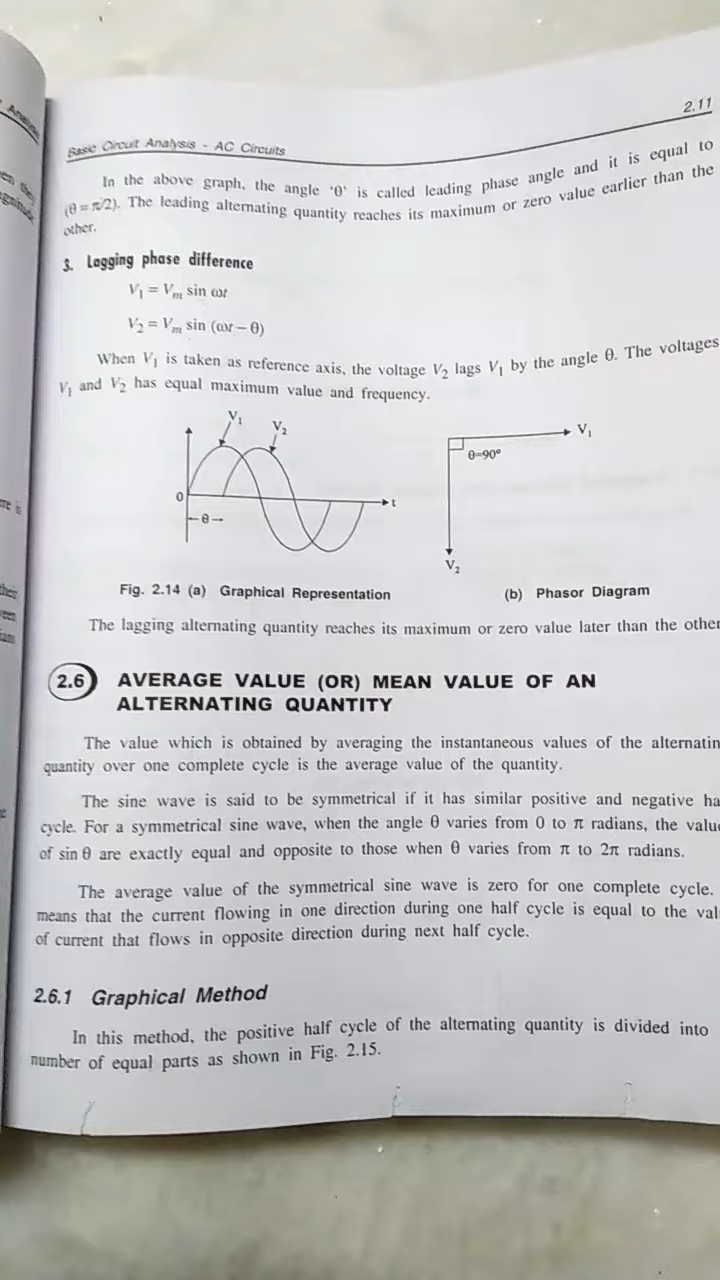 2.11
Basic Circuit Analysis - AC Circuits
In the above graph, the angle 'θ' is called leading phase angle and it is equal to
(θ = π/2). The leading alternating quantity reaches its maximum or zero value earlier than the
other.
3. Lagging phase difference
V₁ = Vₘ sin ωt
V₂ = Vₘ sin (ωt – θ)
When V₁ is taken as reference axis, the voltage V₂ lags V₁ by the angle θ. The voltages
V₁ and V₂ has equal maximum value and frequency.
V₁
V₂
0
t
θ
V₁
θ=90°
V₂
Fig. 2.14 (a) Graphical Representation
(b) Phasor Diagram
The lagging alternating quantity reaches its maximum or zero value later than the other
2.6 AVERAGE VALUE (OR) MEAN VALUE OF AN
ALTERNATING QUANTITY
The value which is obtained by averaging the instantaneous values of the alternatin
quantity over one complete cycle is the average value of the quantity.
The sine wave is said to be symmetrical if it has similar positive and negative ha
cycle. For a symmetrical sine wave, when the angle θ varies from 0 to π radians, the value
of sin θ are exactly equal and opposite to those when θ varies from π to 2π radians.
The average value of the symmetrical sine wave is zero for one complete cycle.
means that the current flowing in one direction during one half cycle is equal to the val
of current that flows in opposite direction during next half cycle.
2.6.1 Graphical Method
In this method, the positive half cycle of the alternating quantity is divided into
number of equal parts as shown in Fig. 2.15.